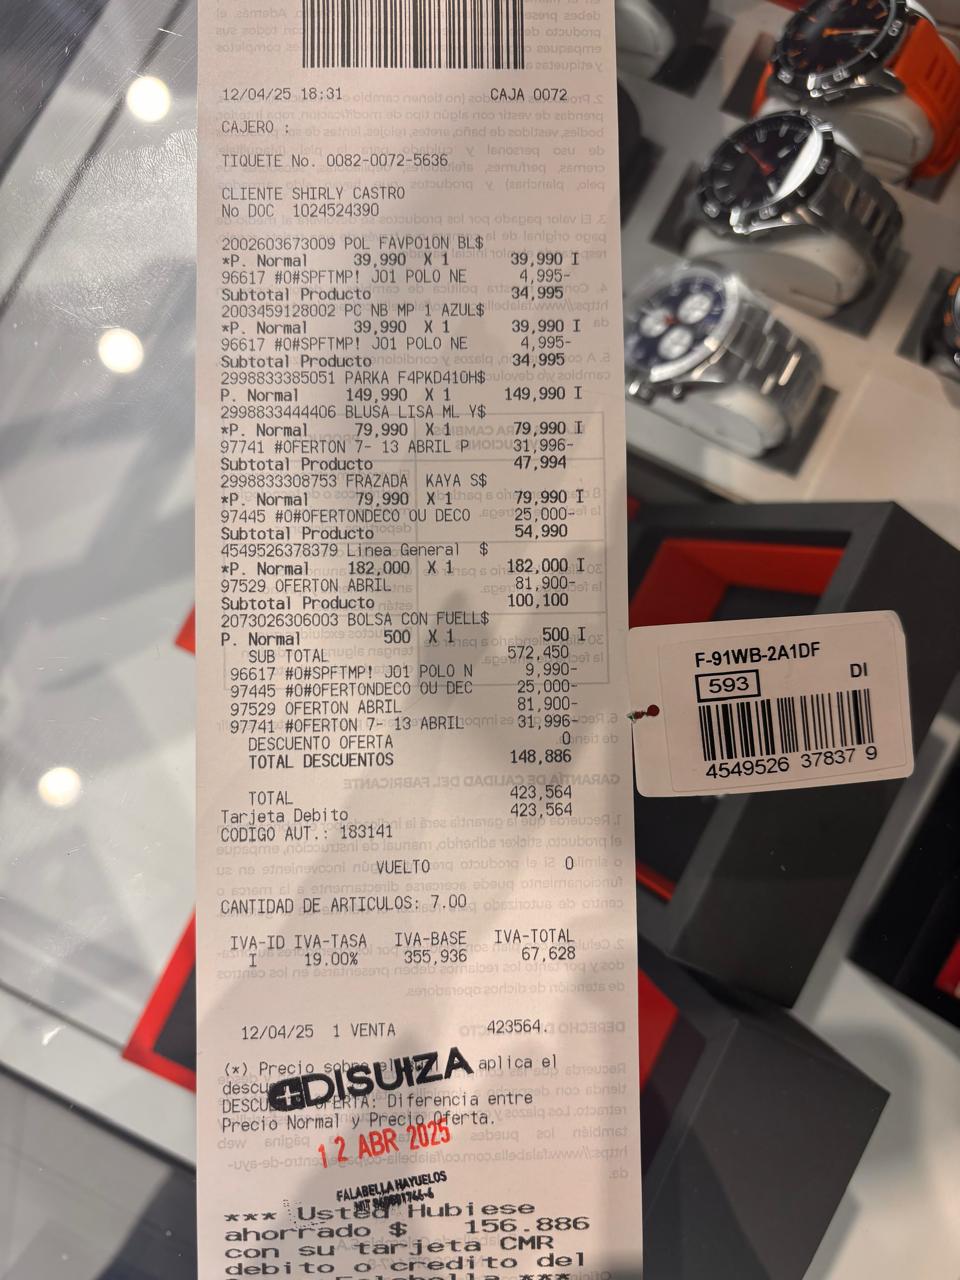 12/04/25 18:31 CAJA 0072
CAJERO :
TIQUETE No. 0082-0072-5636
CLIENTE SHIRLY CASTRO
No DOC 1024524390
2002603673009 POL FAVPO10N BL$
*P. Normal 39,990 X 1 39,990 I
96617 #O#SPFTMP! JO1 POLO NE 4,995-
Subtotal Producto 34,995
2003459128002 PC NB MP 1 AZUL$
*P. Normal 39,990 X 1 39,990 I
96617 #O#SPFTMP! JO1 POLO NE 4,995-
Subtotal Producto 34,995
2998833385051 PARKA F4PKD410H$
P. Normal 149,990 X 1 149,990 I
2998833444406 BLUSA LISA ML Y$
*P. Normal 79,990 X 1 79,990 I
97741 #OFERTON 7- 13 ABRIL P 31,996-
Subtotal Producto 47,994
2998833308753 FRAZADA KAYA S$
*P. Normal 79,990 X 1 79,990 I
97445 #O#OFERTONDECO OU DECO 25,000-
Subtotal Producto 54,990
4549526378379 Linea General $
*P. Normal 182,000 X 1 182,000 I
97529 OFERTON ABRIL 81,900-
Subtotal Producto 100,100
2073026306003 BOLSA CON FUELL$
P. Normal 500 X 1 500 I
SUB TOTAL 572,450
96617 #O#SPFTMP! JO1 POLO N 9,990-
97445 #O#OFERTONDECO OU DEC 25,000-
97529 OFERTON ABRIL 81,900-
97741 #OFERTON 7- 13 ABRIL 31,996-
DESCUENTO OFERTA 0
TOTAL DESCUENTOS 148,886
TOTAL 423,564
Tarjeta Debito 423,564
CODIGO AUT.: 183141
VUELTO 0
CANTIDAD DE ARTICULOS: 7.00
IVA-ID IVA-TASA IVA-BASE IVA-TOTAL
I 19.00% 355,936 67,628
12/04/25 1 VENTA 423564.
(*) Precio sobre el aplica el
DISUIZA
DESCU OFERTA: Diferencia entre
Precio Normal y Precio Oferta.
12 ABR 2025
FALABELLA HAYUELOS
*** Usted Hubiese
ahorrado $ 156.886
con su tarjeta CMR
debito o credito del
F-91WB-2A1DF
593 DI
4549526 37837 9